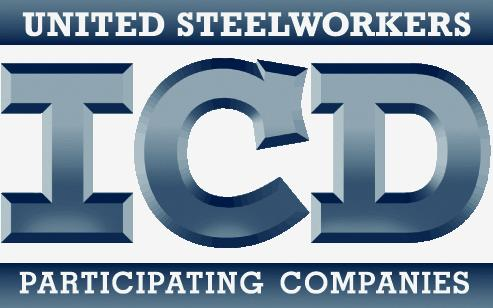 UNITED STEELWORKERS
ICD
PARTICIPATING COMPANIES